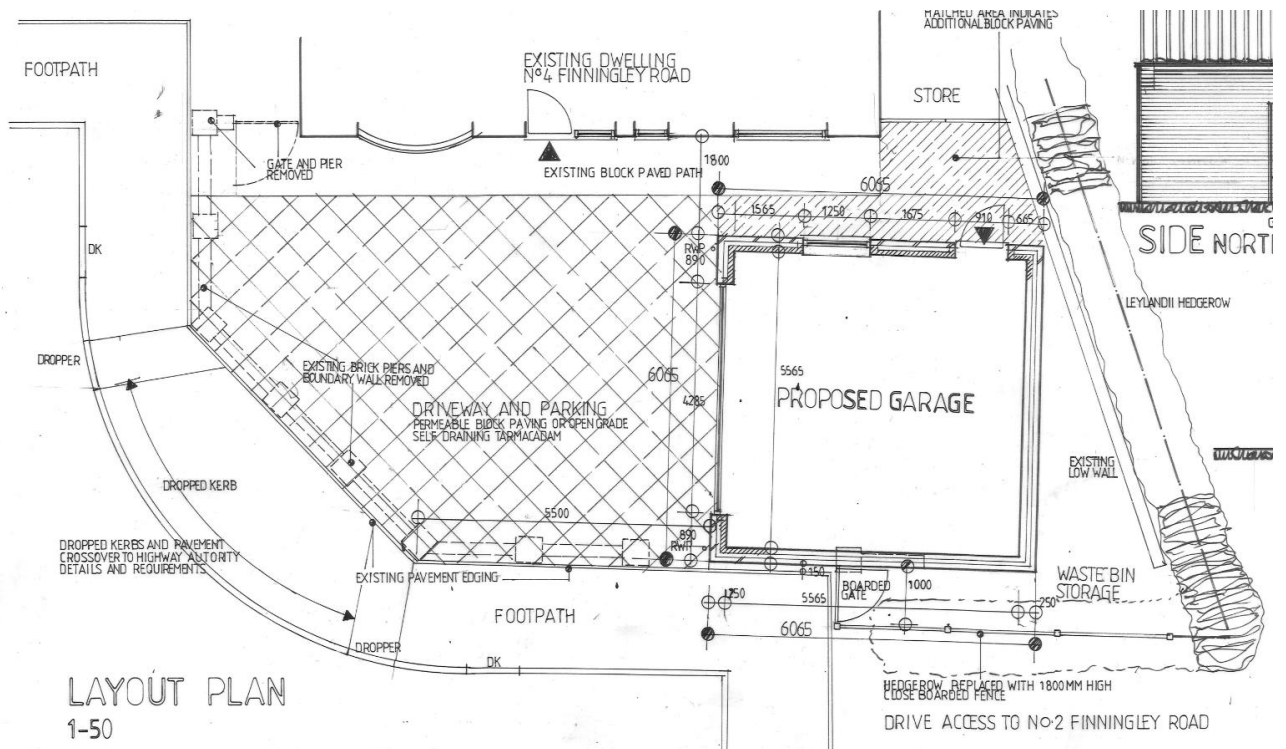 HATCHED AREA INDICATES
ADDITIONAL BLOCK PAVING
FOOTPATH
EXISTING DWELLING
Nº4 FINNINGLEY ROAD
STORE
GATE AND PIER
REMOVED
1800
EXISTING BLOCK PAVED PATH
6065
1565
1250
1675
910
665
SIDE NORTH
DK
RWP
890
LEYLANDII HEDGEROW
DROPPER
EXISTING BRICK PIERS AND
BOUNDARY WALL REMOVED
6065
5565
4285
PROPOSED GARAGE
DRIVEWAY AND PARKING
PERMEABLE BLOCK PAVING OR OPEN GRADE
SELF DRAINING TARMACADAM
EXISTING
LOW WALL
DROPPED KERB
5500
890
RWP
DROPPED KERBS AND PAVEMENT
CROSSOVER TO HIGHWAY AUTORITY
DETAILS AND REQUIREMENTS
EXISTING PAVEMENT EDGING
150
BOARDED
GATE
1000
WASTE BIN
STORAGE
FOOTPATH
250
5565
250
6065
DROPPER
DK
LAYOUT PLAN
1-50
HEDGEROW REPLACED WITH 1800MM HIGH
CLOSE BOARDED FENCE
DRIVE ACCESS TO Nº2 FINNINGLEY ROAD